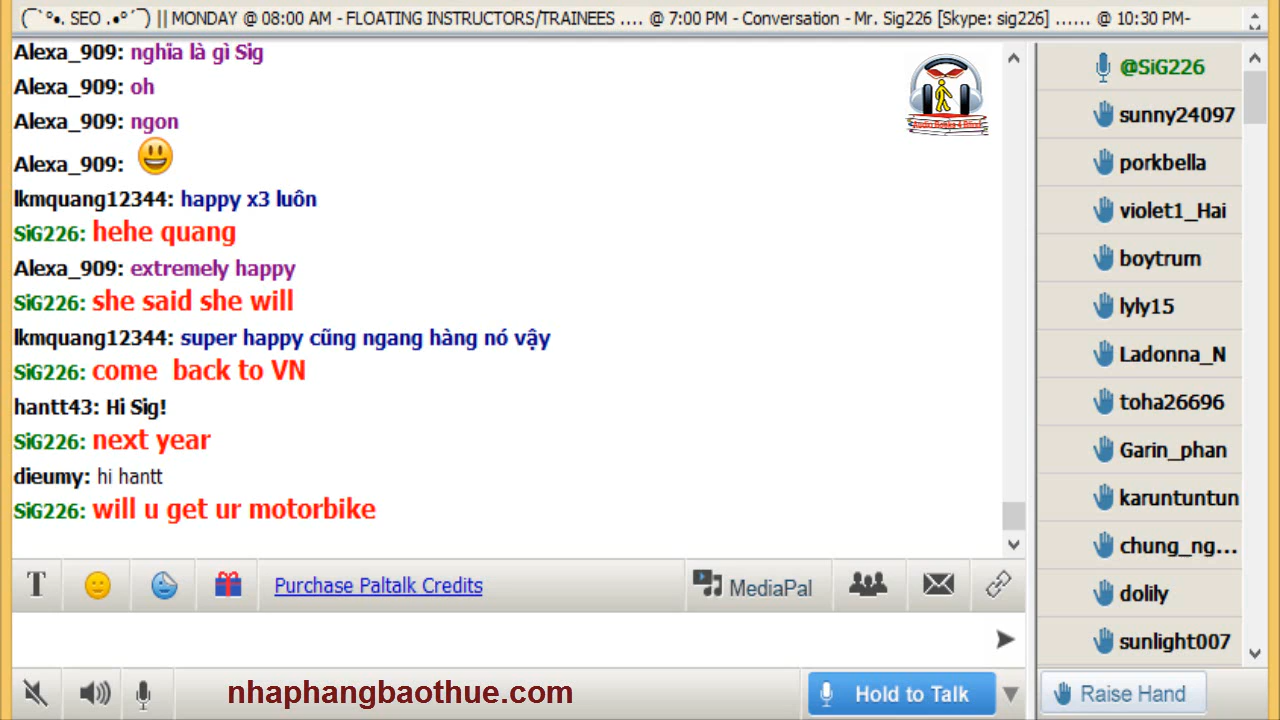 (¯`°•. SEO .•°´¯) || MONDAY @ 08:00 AM - FLOATING INSTRUCTORS/TRAINEES .... @ 7:00 PM - Conversation - Mr. Sig226 [Skype: sig226] ...... @ 10:30 PM-
Alexa_909: nghĩa là gì Sig
Alexa_909: oh
Alexa_909: ngon
Alexa_909:
lkmquang12344: happy x3 luôn
SiG226: hehe quang
Alexa_909: extremely happy
SiG226: she said she will
lkmquang12344: super happy cũng ngang hàng nó vậy
SiG226: come back to VN
hantt43: Hi Sig!
SiG226: next year
dieumy: hi hantt
SiG226: will u get ur motorbike
Purchase Paltalk Credits
MediaPal
nhaphangbaothue.com
Hold to Talk
@SiG226
sunny24097
porkbella
violet1_Hai
boytrum
lyly15
Ladonna_N
toha26696
Garin_phan
karuntuntun
chung_ng...
dolily
sunlight007
Raise Hand